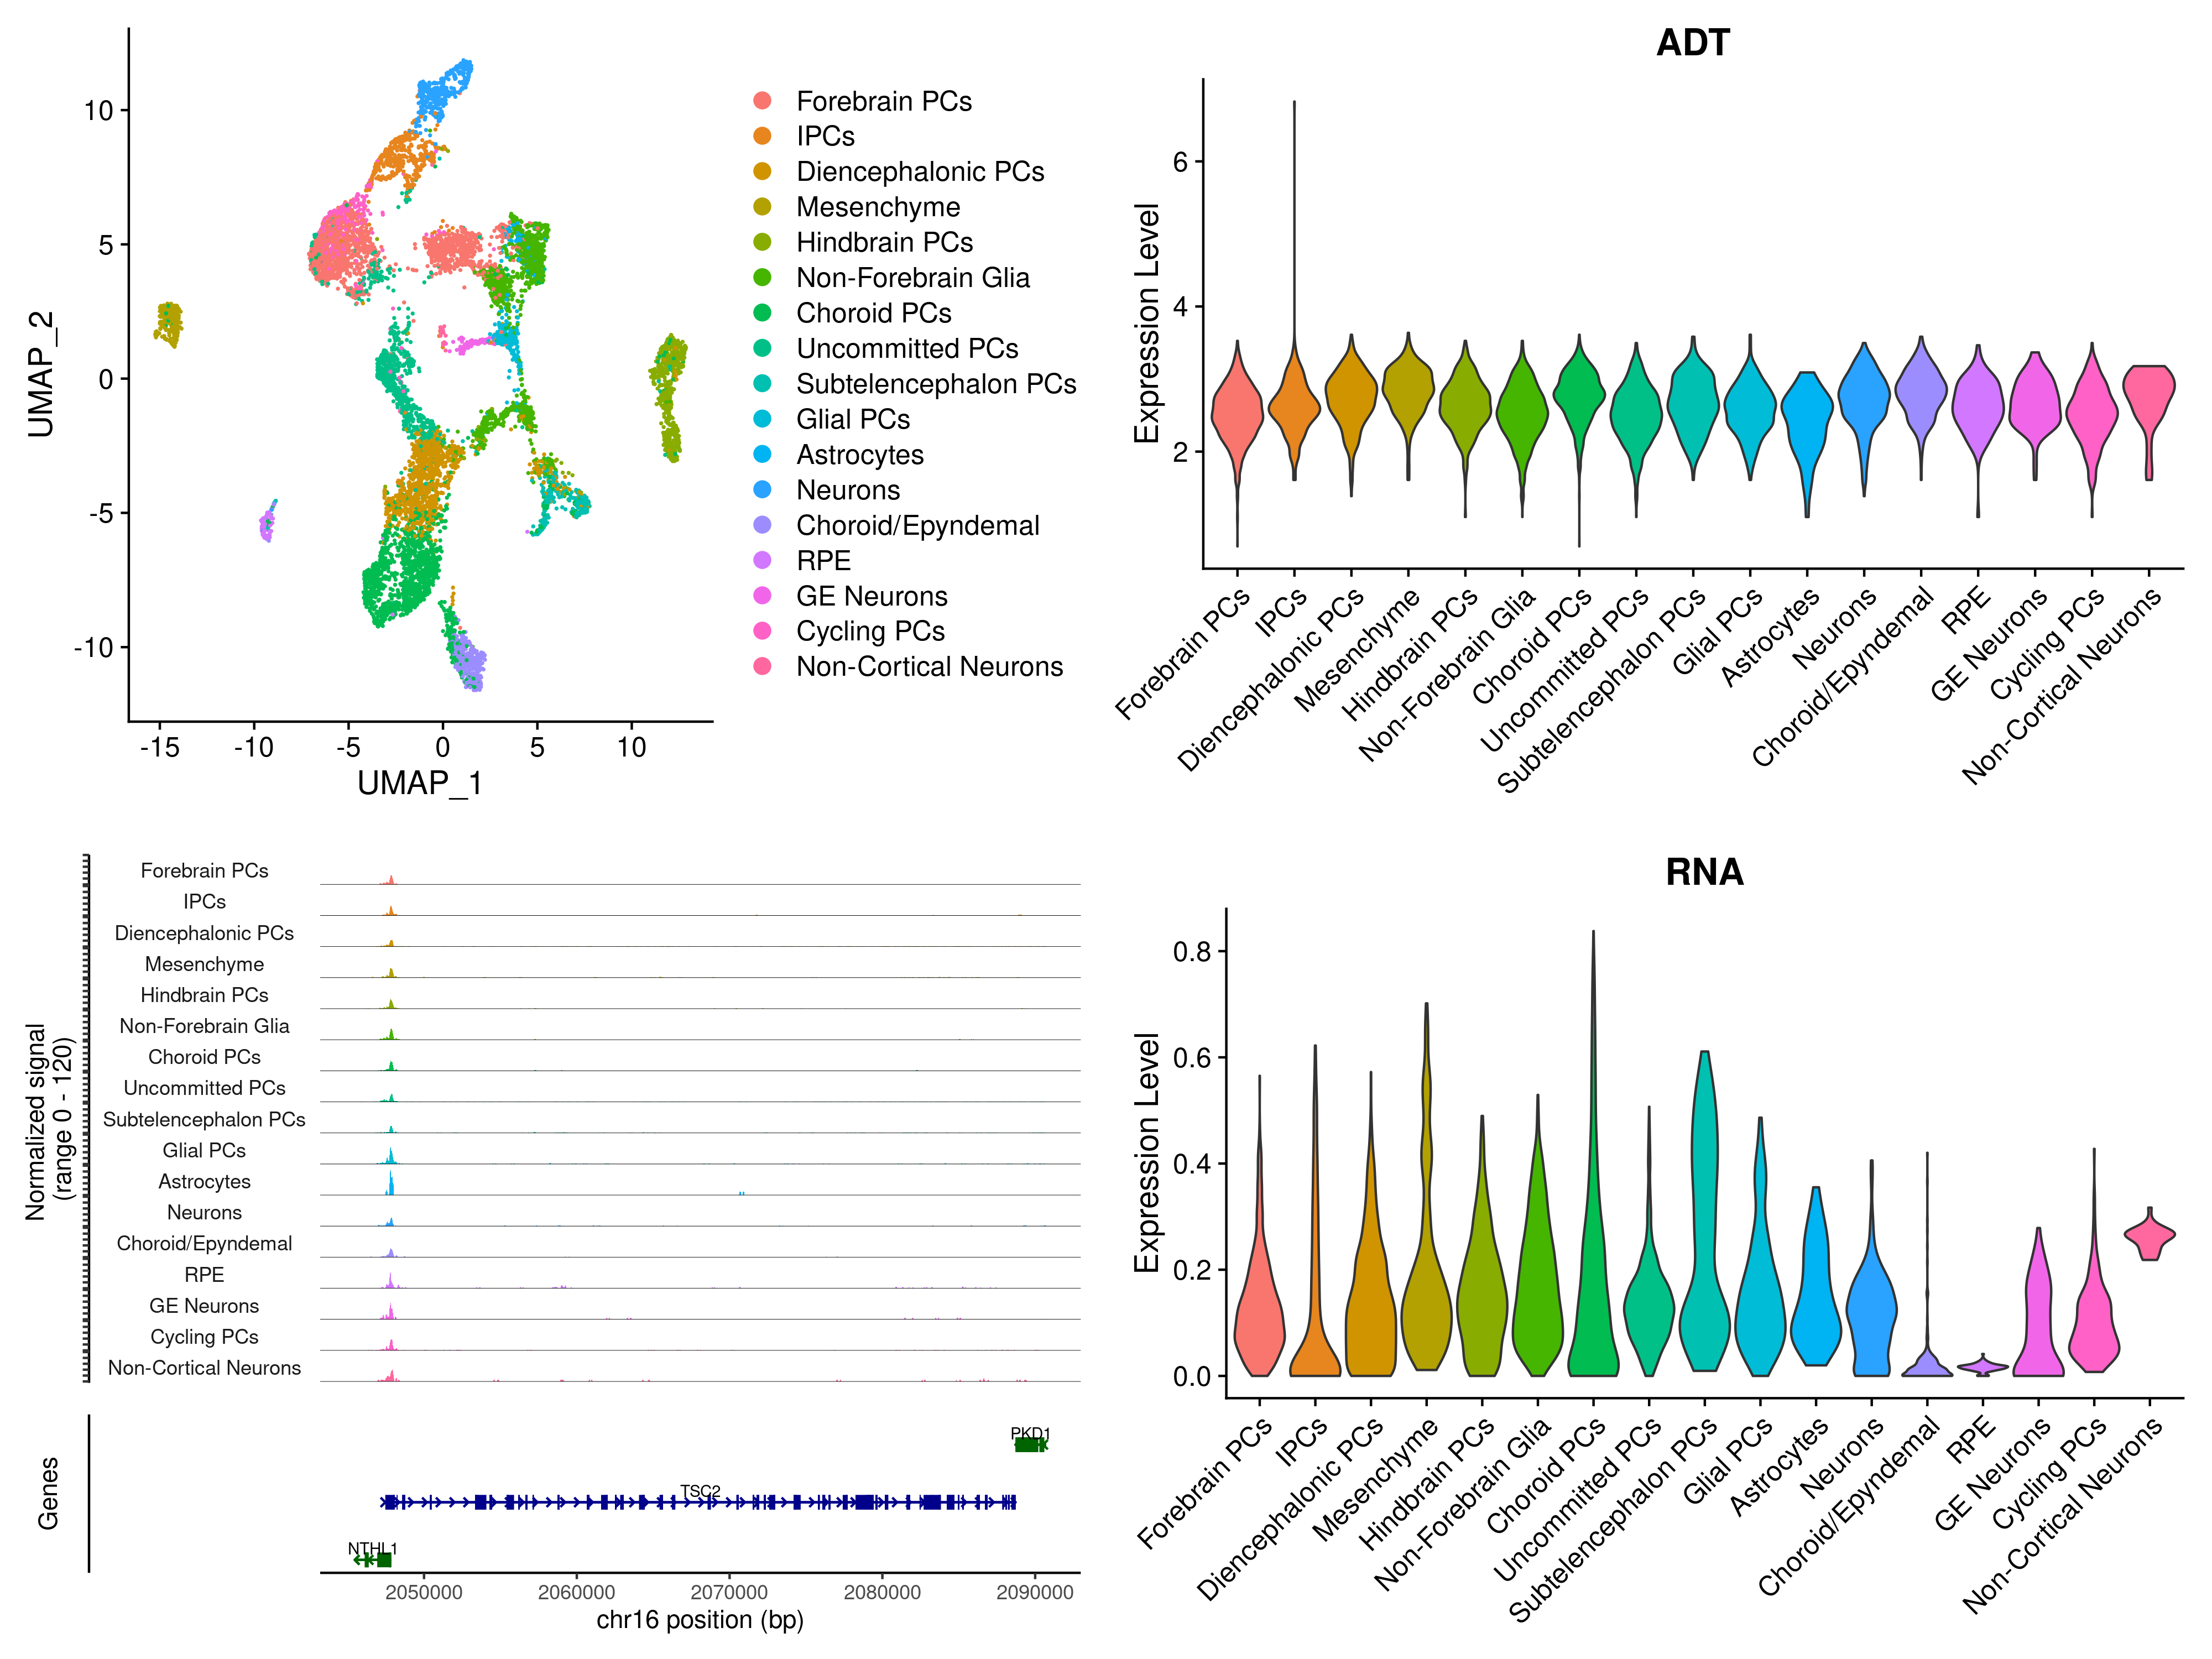 10
5
0
-5
-10
UMAP_2
-15
-10
-5
0
5
10
UMAP_1
Forebrain PCs
IPCs
Diencephalonic PCs
Mesenchyme
Hindbrain PCs
Non-Forebrain Glia
Choroid PCs
Uncommitted PCs
Subtelencephalon PCs
Glial PCs
Astrocytes
Neurons
Choroid/Epyndemal
RPE
GE Neurons
Cycling PCs
Non-Cortical Neurons
ADT
Expression Level
6
4
2
Forebrain PCs
IPCs
Diencephalonic PCs
Mesenchyme
Hindbrain PCs
Non-Forebrain Glia
Choroid PCs
Uncommitted PCs
Subtelencephalon PCs
Glial PCs
Astrocytes
Neurons
Choroid/Epyndemal
RPE
GE Neurons
Cycling PCs
Non-Cortical Neurons
Normalized signal
(range 0 - 120)
Forebrain PCs
IPCs
Diencephalonic PCs
Mesenchyme
Hindbrain PCs
Non-Forebrain Glia
Choroid PCs
Uncommitted PCs
Subtelencephalon PCs
Glial PCs
Astrocytes
Neurons
Choroid/Epyndemal
RPE
GE Neurons
Cycling PCs
Non-Cortical Neurons
Genes
PKD1
TSC2
NTHL1
2050000
2060000
2070000
2080000
2090000
chr16 position (bp)
RNA
Expression Level
0.8
0.6
0.4
0.2
0.0
Forebrain PCs
IPCs
Diencephalonic PCs
Mesenchyme
Hindbrain PCs
Non-Forebrain Glia
Choroid PCs
Uncommitted PCs
Subtelencephalon PCs
Glial PCs
Astrocytes
Neurons
Choroid/Epyndemal
RPE
GE Neurons
Cycling PCs
Non-Cortical Neurons